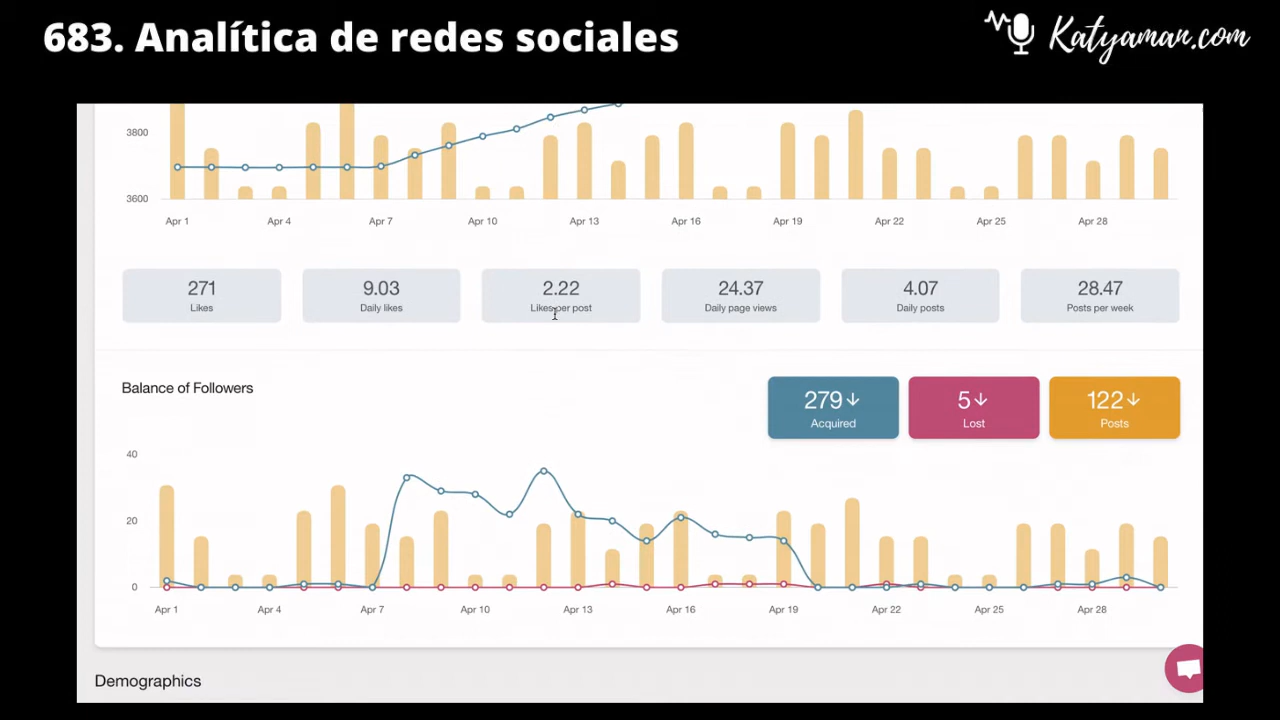 683. Analítica de redes sociales
Katyaman.com
3800
3600
Apr 1 Apr 4 Apr 7 Apr 10 Apr 13 Apr 16 Apr 19 Apr 22 Apr 25 Apr 28
271 9.03 2.22 24.37 4.07 28.47
Likes Daily likes Likes per post Daily page views Daily posts Posts per week
Balance of Followers
279↓ 5↓ 122↓
Acquired Lost Posts
40
20
0
Apr 1 Apr 4 Apr 7 Apr 10 Apr 13 Apr 16 Apr 19 Apr 22 Apr 25 Apr 28
Demographics